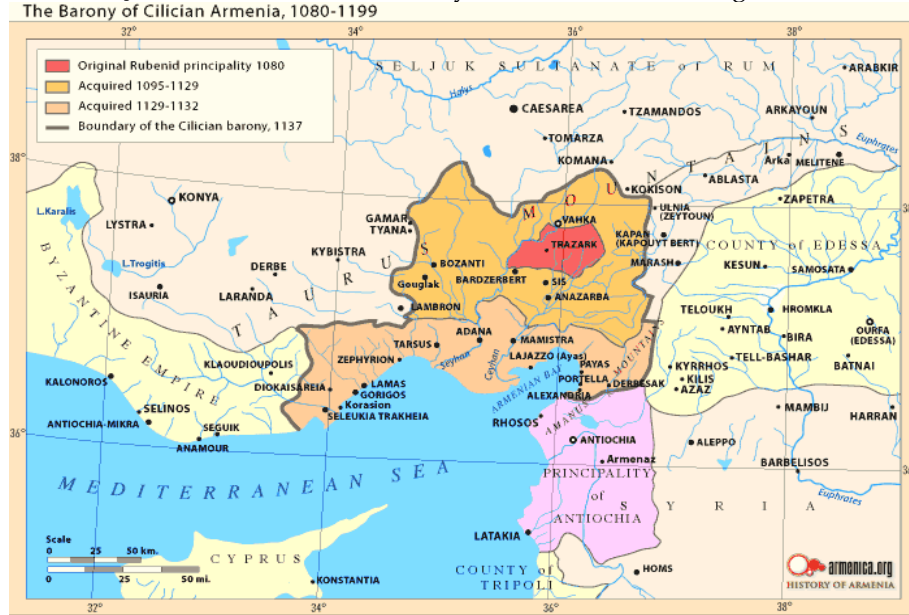 The Barony of Cilician Armenia, 1080-1199
Original Rubenid principality 1080
Acquired 1095-1129
Acquired 1129-1132
Boundary of the Cilician barony, 1137
32°
34°
36°
38°
SELJUK SULTANATE of RUM
ARABKIR
Halys
CAESAREA
TZAMANDOS
ARKAYOUN
TOMARZA
Euphrates
KOMANA
Arka
MELITENE
38°
KONYA
KOKISON
ABLASTA
L.Karalis
ULNIA
(ZEYTOUN)
ZAPETRA
LYSTRA
GAMAR
TYANA
VAHKA
KAPAN
(KAPOUYT BERT)
COUNTY of EDESSA
TRAZARK
KYBISTRA
L.Trogitis
DERBE
BOZANTI
BARDZERBERT
MARASH
KESUN
SAMOSATA
Gouglak
SIS
ISAURIA
LARANDA
ANAZARBA
TAURUS MOUNTAINS
LAMBRON
TELOUKH
HROMKLA
BYZANTINE EMPIRE
ADANA
AYNTAB
OURFA
(EDESSA)
TARSUS
MAMISTRA
BIRA
ZEPHYRION
Seyhan
Ceyhan
LAJAZZO (Ayas)
KLAOUDIOUPOLIS
PAYAS
KYRRHOS
TELL-BASHAR
BATNAI
KALONOROS
DIOKAISAREIA
LAMAS
PORTELLA
DERBESAK
KILIS
GORIGOS
ARMENIAN BAY
ALEXANDRIA
AZAZ
Korasion
SELINOS
SELEUKIA TRAKHEIA
AMANUS MOUNTAINS
MAMBIJ
HARRAN
ANTIOCHIA-MIKRA
RHOSOS
SEGUIK
36°
ANAMOUR
ANTIOCHIA
ALEPPO
Armenaz
BARBELISOS
MEDITERRANEAN SEA
PRINCIPALITY
of
ANTIOCHIA
Euphrates
SYRIA
LATAKIA
Scale
0 25 50 km.
0 25 50 mi.
CYPRUS
KONSTANTIA
COUNTY of
TRIPOLI
HOMS
armenica.org
HISTORY OF ARMENIA
32°
34°
36°
38°